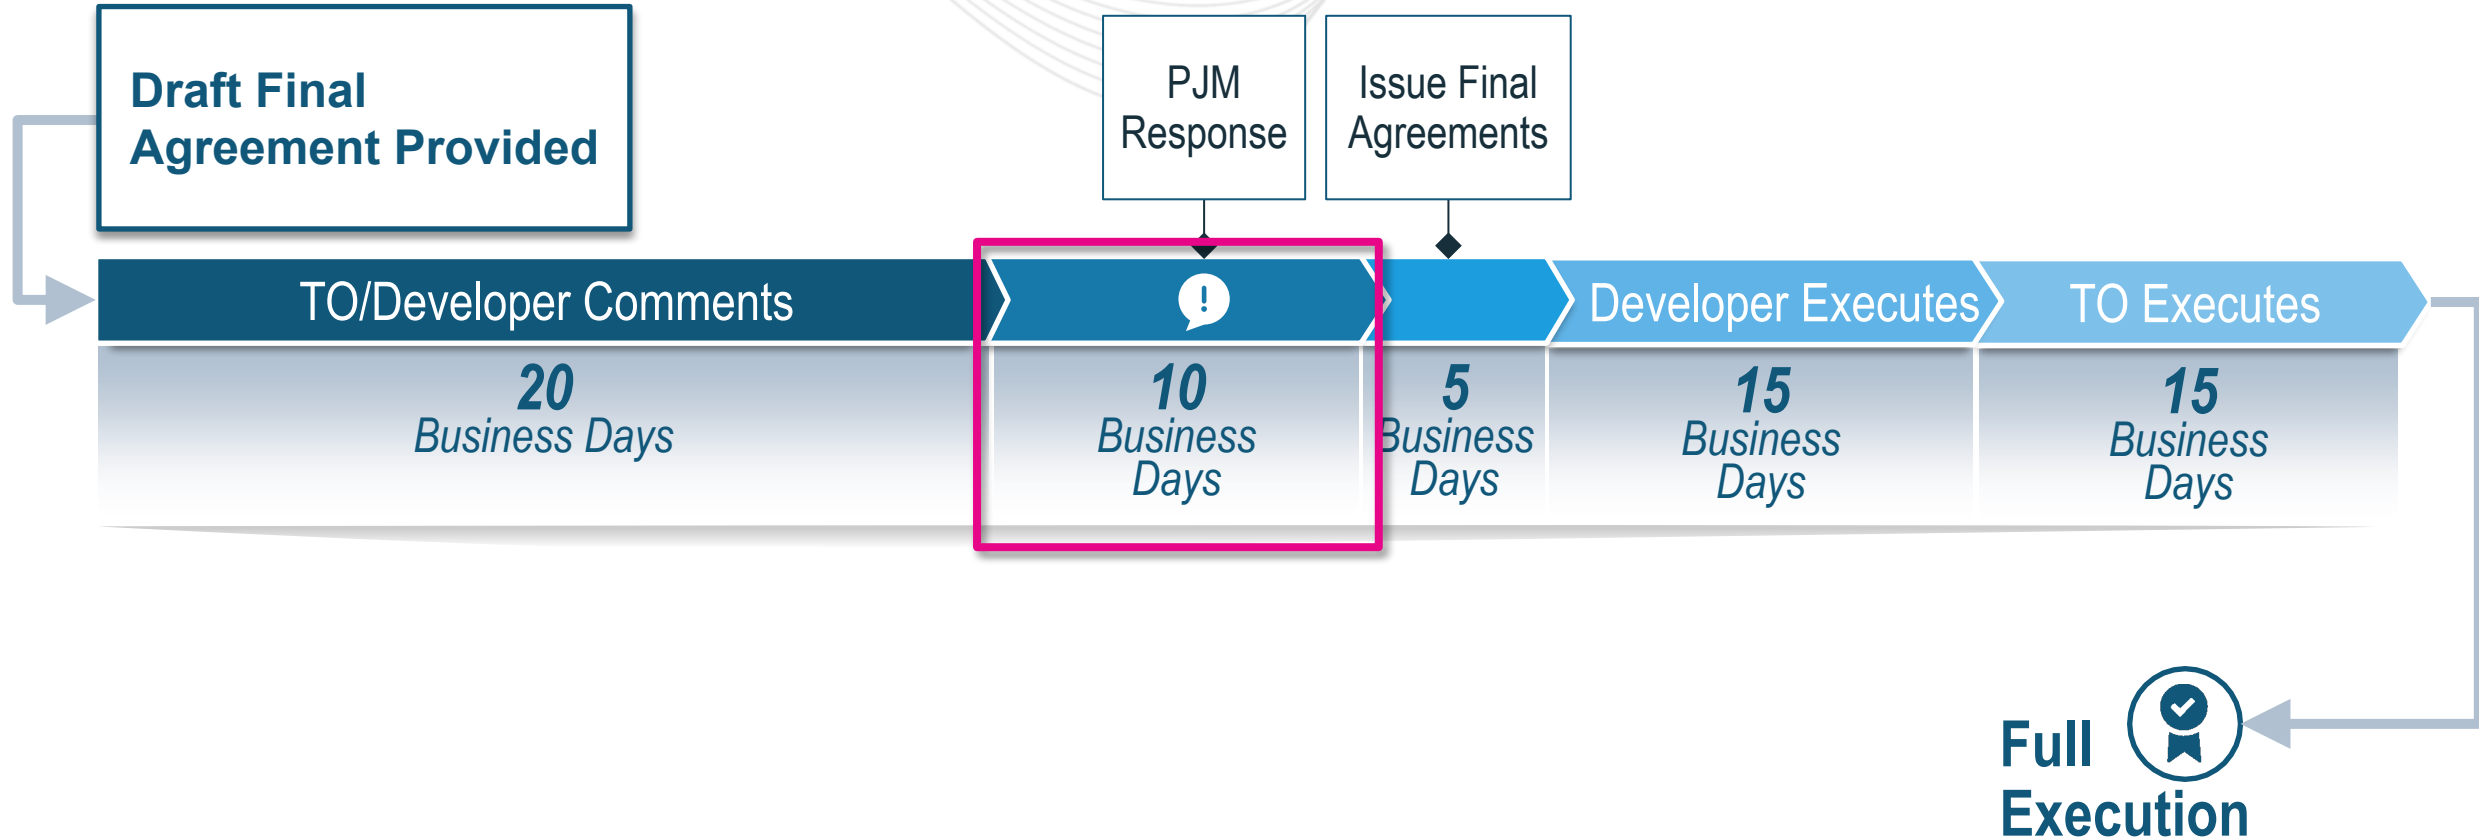 Draft Final
Agreement Provided
PJM
Response
Issue Final
Agreements
TO/Developer Comments
!
Developer Executes
TO Executes
20
Business Days
10
Business
Days
5
Business
Days
15
Business
Days
15
Business
Days
Full
Execution